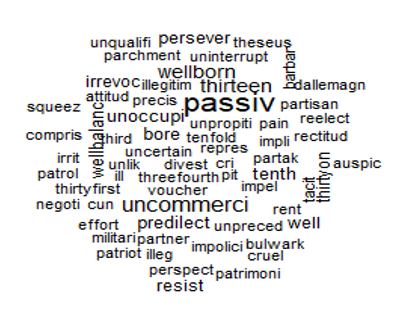 unqualifi persever theseus
parchment uninterrupt
wellborn barbar
irrevoc illegitim thirteen dallemagn
attitud precis passiv partisan
squeez unoccupi reelect
wellbalanc unpropiti pain
compris third bore tenfold impli rectitud
uncertain repres
irrit unlik divest cri partak auspic
patrol ill threefourth pit tenth
thirtyfirst voucher impel tacit thirtyon
negoti cun uncommerci rent
effort predilect unpreced well
militari partner impolici bulwark
patriot illeg cruel
perspect patrimoni
resist